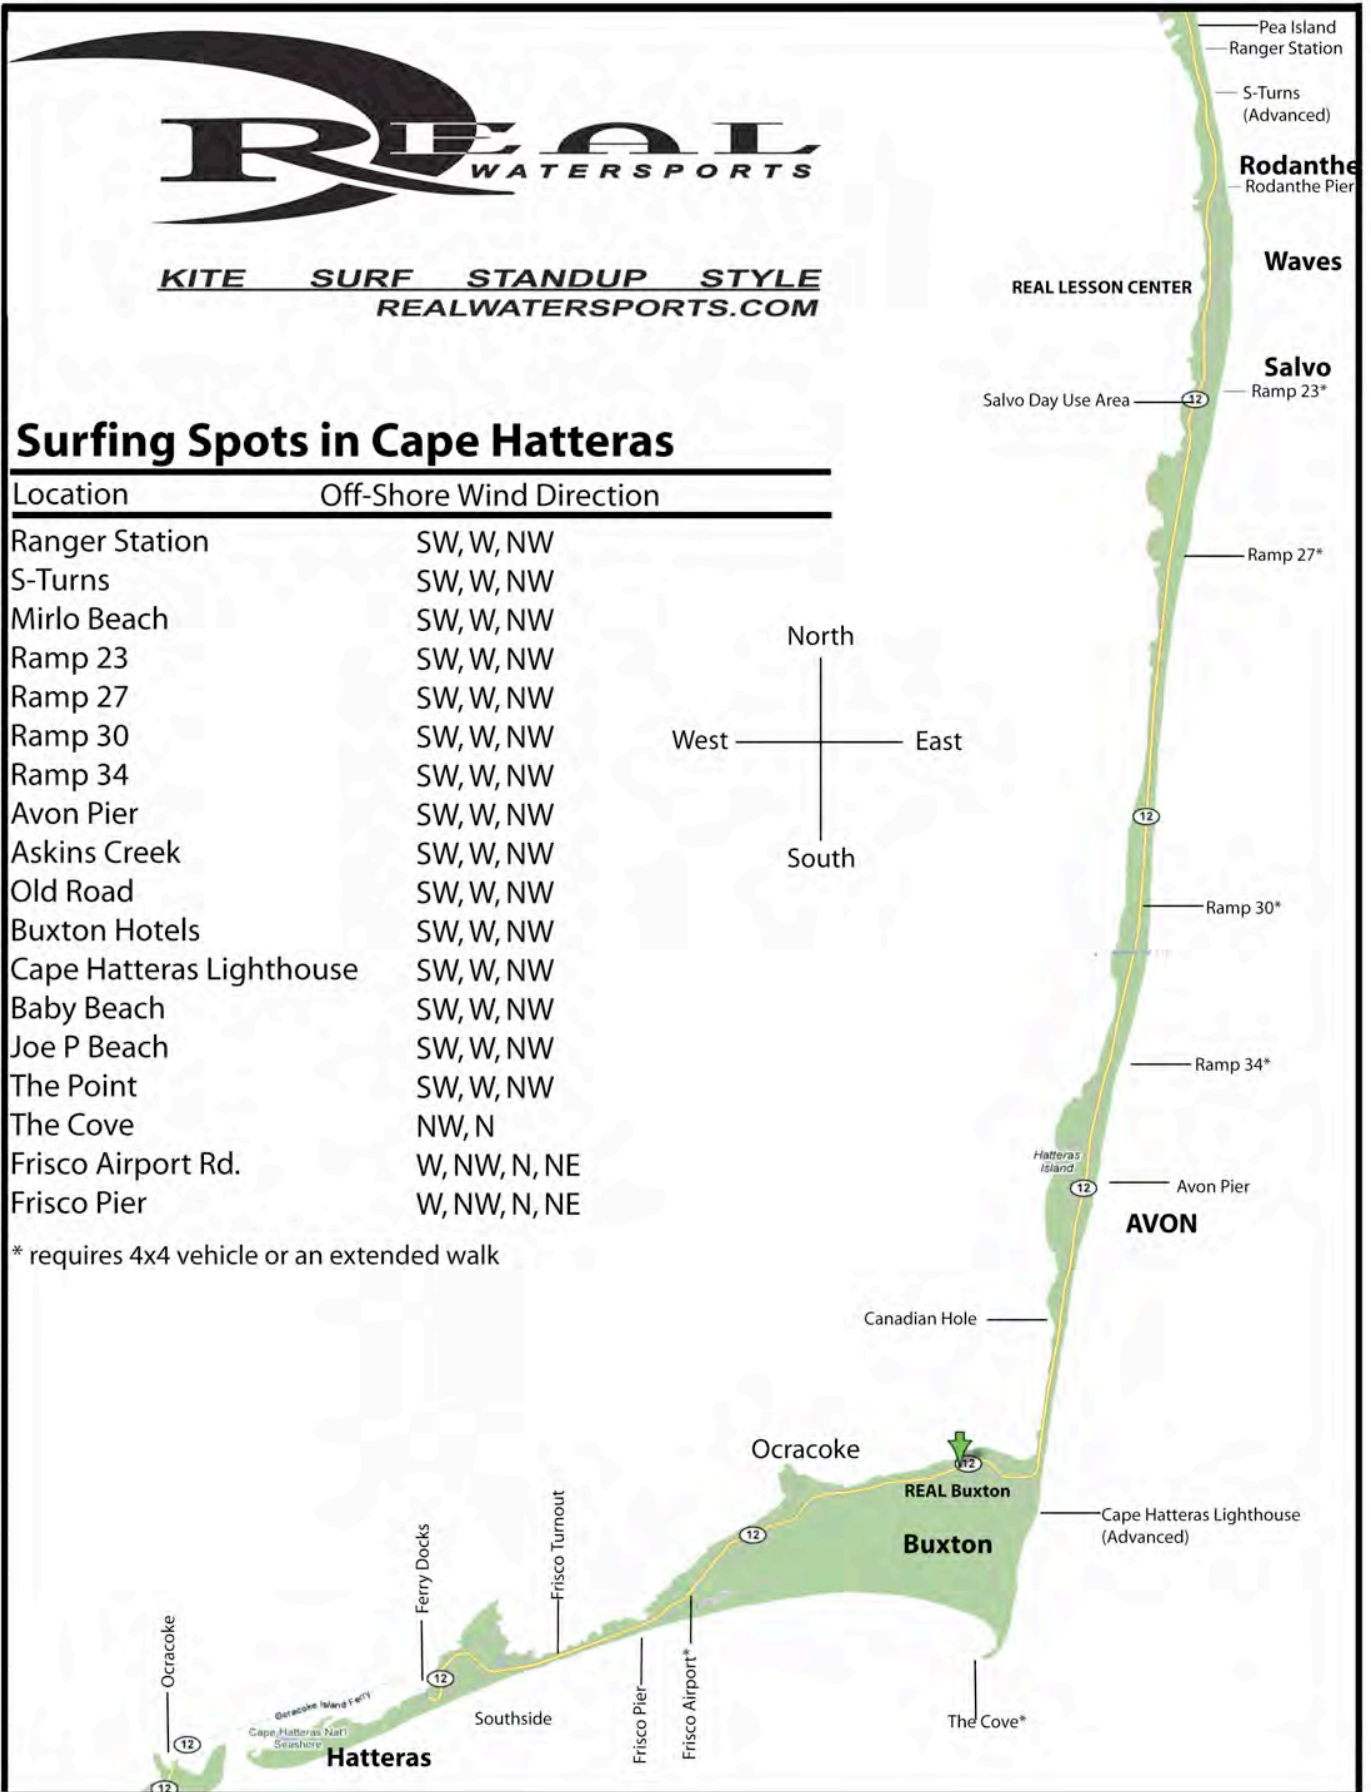 REAL
WATERSPORTS
KITE SURF STANDUP STYLE
REALWATERSPORTS.COM
Surfing Spots in Cape Hatteras
Location Off-Shore Wind Direction
Ranger Station SW, W, NW
S-Turns SW, W, NW
Mirlo Beach SW, W, NW
Ramp 23 SW, W, NW
Ramp 27 SW, W, NW
Ramp 30 SW, W, NW
Ramp 34 SW, W, NW
Avon Pier SW, W, NW
Askins Creek SW, W, NW
Old Road SW, W, NW
Buxton Hotels SW, W, NW
Cape Hatteras Lighthouse SW, W, NW
Baby Beach SW, W, NW
Joe P Beach SW, W, NW
The Point SW, W, NW
The Cove NW, N
Frisco Airport Rd. W, NW, N, NE
Frisco Pier W, NW, N, NE
* requires 4x4 vehicle or an extended walk
North
West East
South
Pea Island
Ranger Station
S-Turns
(Advanced)
Rodanthe
Rodanthe Pier
Waves
REAL LESSON CENTER
Salvo
Ramp 23*
Salvo Day Use Area
12
Ramp 27*
12
Ramp 30*
Ramp 34*
Hatteras
Island
12
Avon Pier
AVON
Canadian Hole
Ocracoke
12
REAL Buxton
Buxton
Cape Hatteras Lighthouse
(Advanced)
12
Frisco Turnout
Ferry Docks
Ocracoke
12
Ocracoke Island Ferry
Cape Hatteras Nat'l
Seashore
Hatteras
Southside
Frisco Pier
Frisco Airport*
The Cove*
12
12